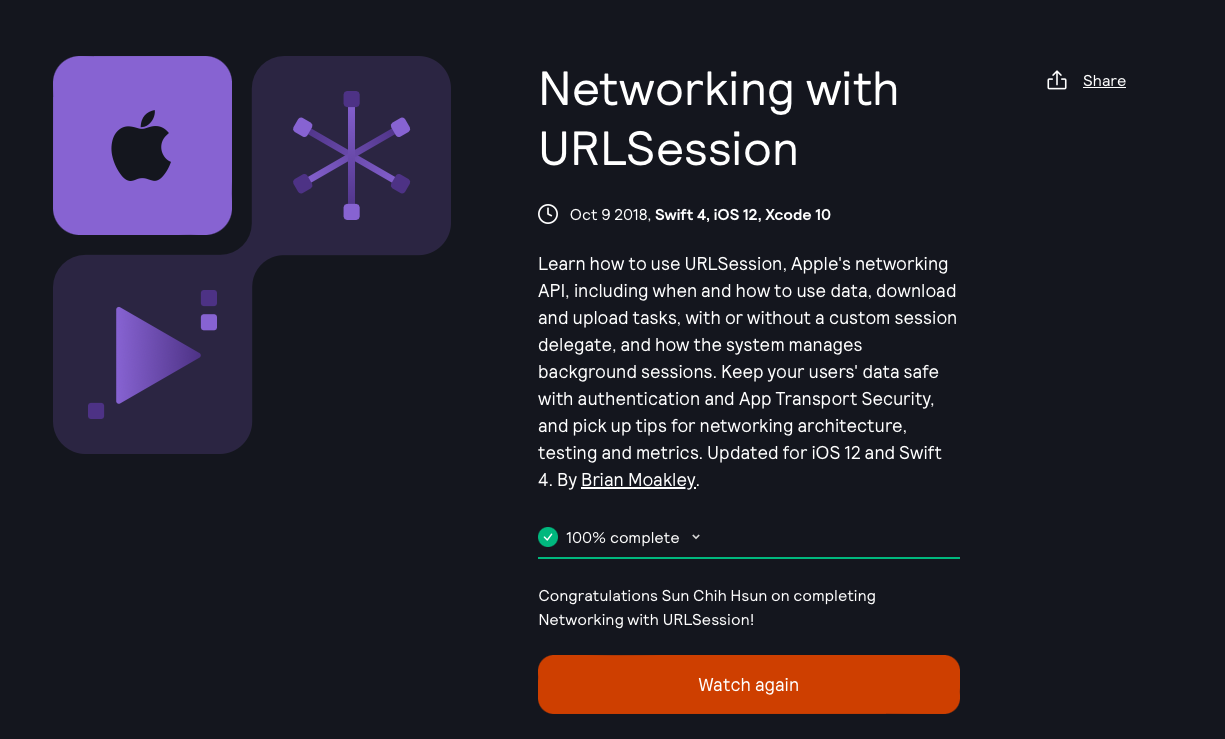 Networking with
URLSession
Share
Oct 9 2018, Swift 4, iOS 12, Xcode 10
Learn how to use URLSession, Apple's networking
API, including when and how to use data, download
and upload tasks, with or without a custom session
delegate, and how the system manages
background sessions. Keep your users' data safe
with authentication and App Transport Security,
and pick up tips for networking architecture,
testing and metrics. Updated for iOS 12 and Swift
4. By Brian Moakley.
100% complete
Congratulations Sun Chih Hsun on completing
Networking with URLSession!
Watch again